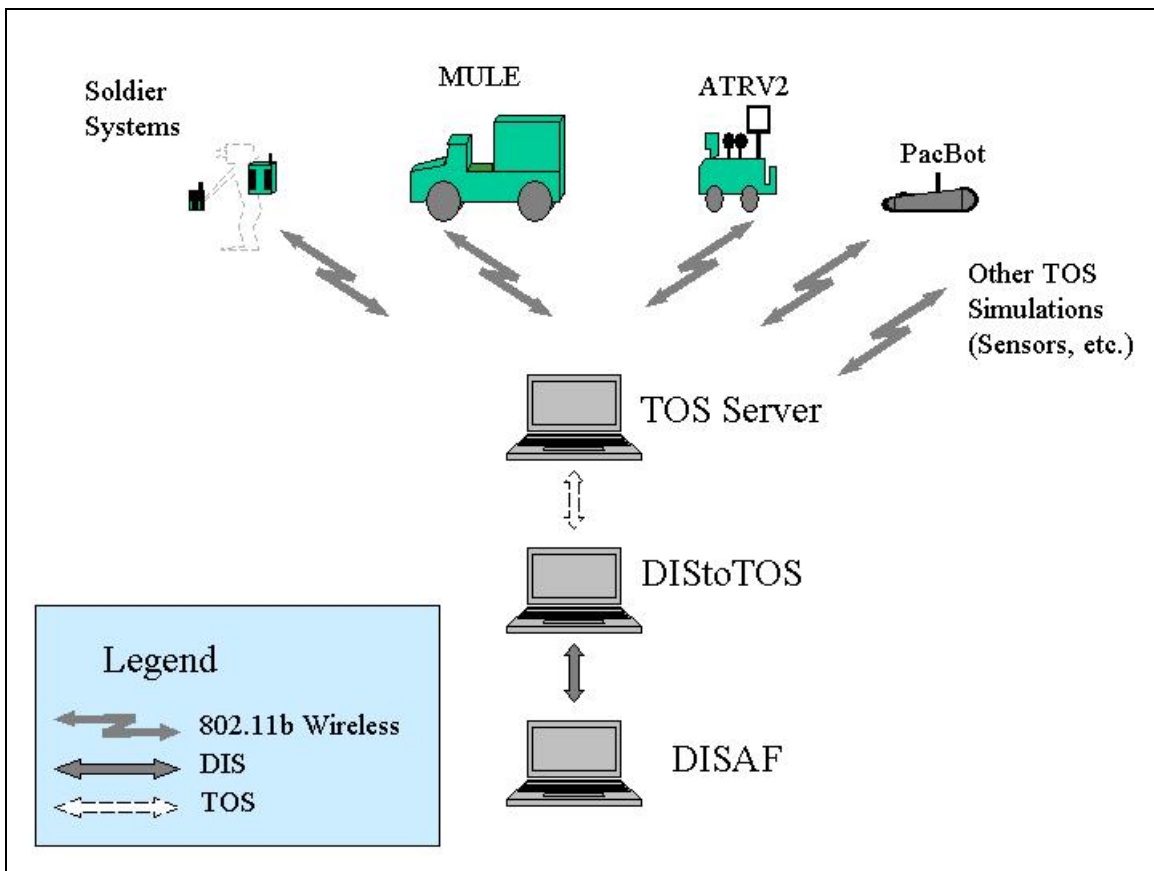 Soldier
Systems
MULE
ATRV2
PacBot
Other TOS
Simulations
(Sensors, etc.)
TOS Server
DIStoTOS
DISAF
Legend
802.11b Wireless
DIS
TOS